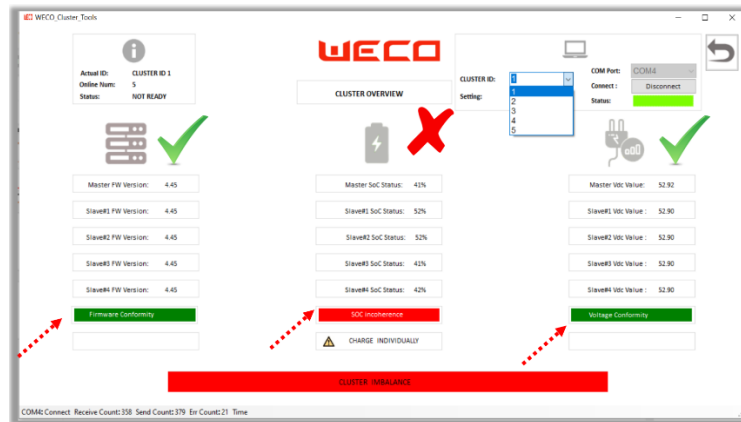 WECO_Cluster_Tools
Actual ID: CLUSTER ID 1
Online Num: 5
Status: NOT READY
WECO
CLUSTER OVERVIEW
CLUSTER ID: 1
Setting:
1
2
3
4
5
COM Port: COM4
Connect : Disconnect
Status:
Master FW Version: 4.45
Slave#1 FW Version: 4.45
Slave#2 FW Version: 4.45
Slave#3 FW Version: 4.45
Slave#4 FW Version: 4.45
Firmware Conformity
Master SoC Status: 41%
Slave#1 SoC Status: 52%
Slave#2 SoC Status: 52%
Slave#3 SoC Status: 41%
Slave#4 SoC Status: 42%
SOC Incoherence
CHARGE INDIVIDUALLY
Master Vdc Value: 52.92
Slave#1 Vdc Value : 52.90
Slave#2 Vdc Value : 52.90
Slave#3 Vdc Value : 52.90
Slave#4 Vdc Value : 52.90
Voltage Conformity
CLUSTER IMBALANCE
COM4: Connect Receive Count: 358 Send Count: 379 Err Count: 21 Time